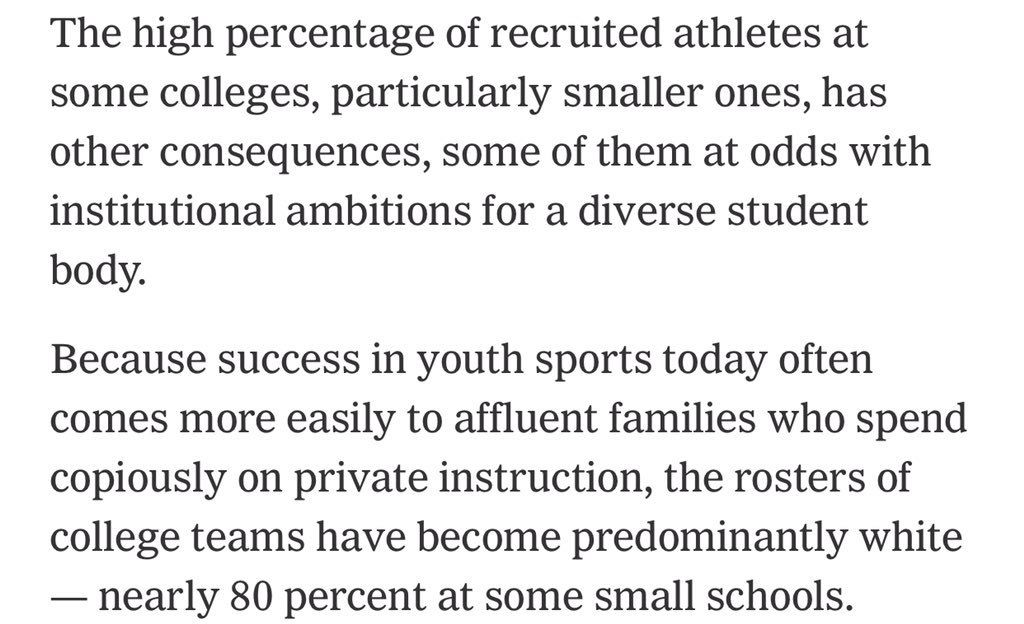 The high percentage of recruited athletes at
some colleges, particularly smaller ones, has
other consequences, some of them at odds with
institutional ambitions for a diverse student
body.
Because success in youth sports today often
comes more easily to affluent families who spend
copiously on private instruction, the rosters of
college teams have become predominantly white
— nearly 80 percent at some small schools.